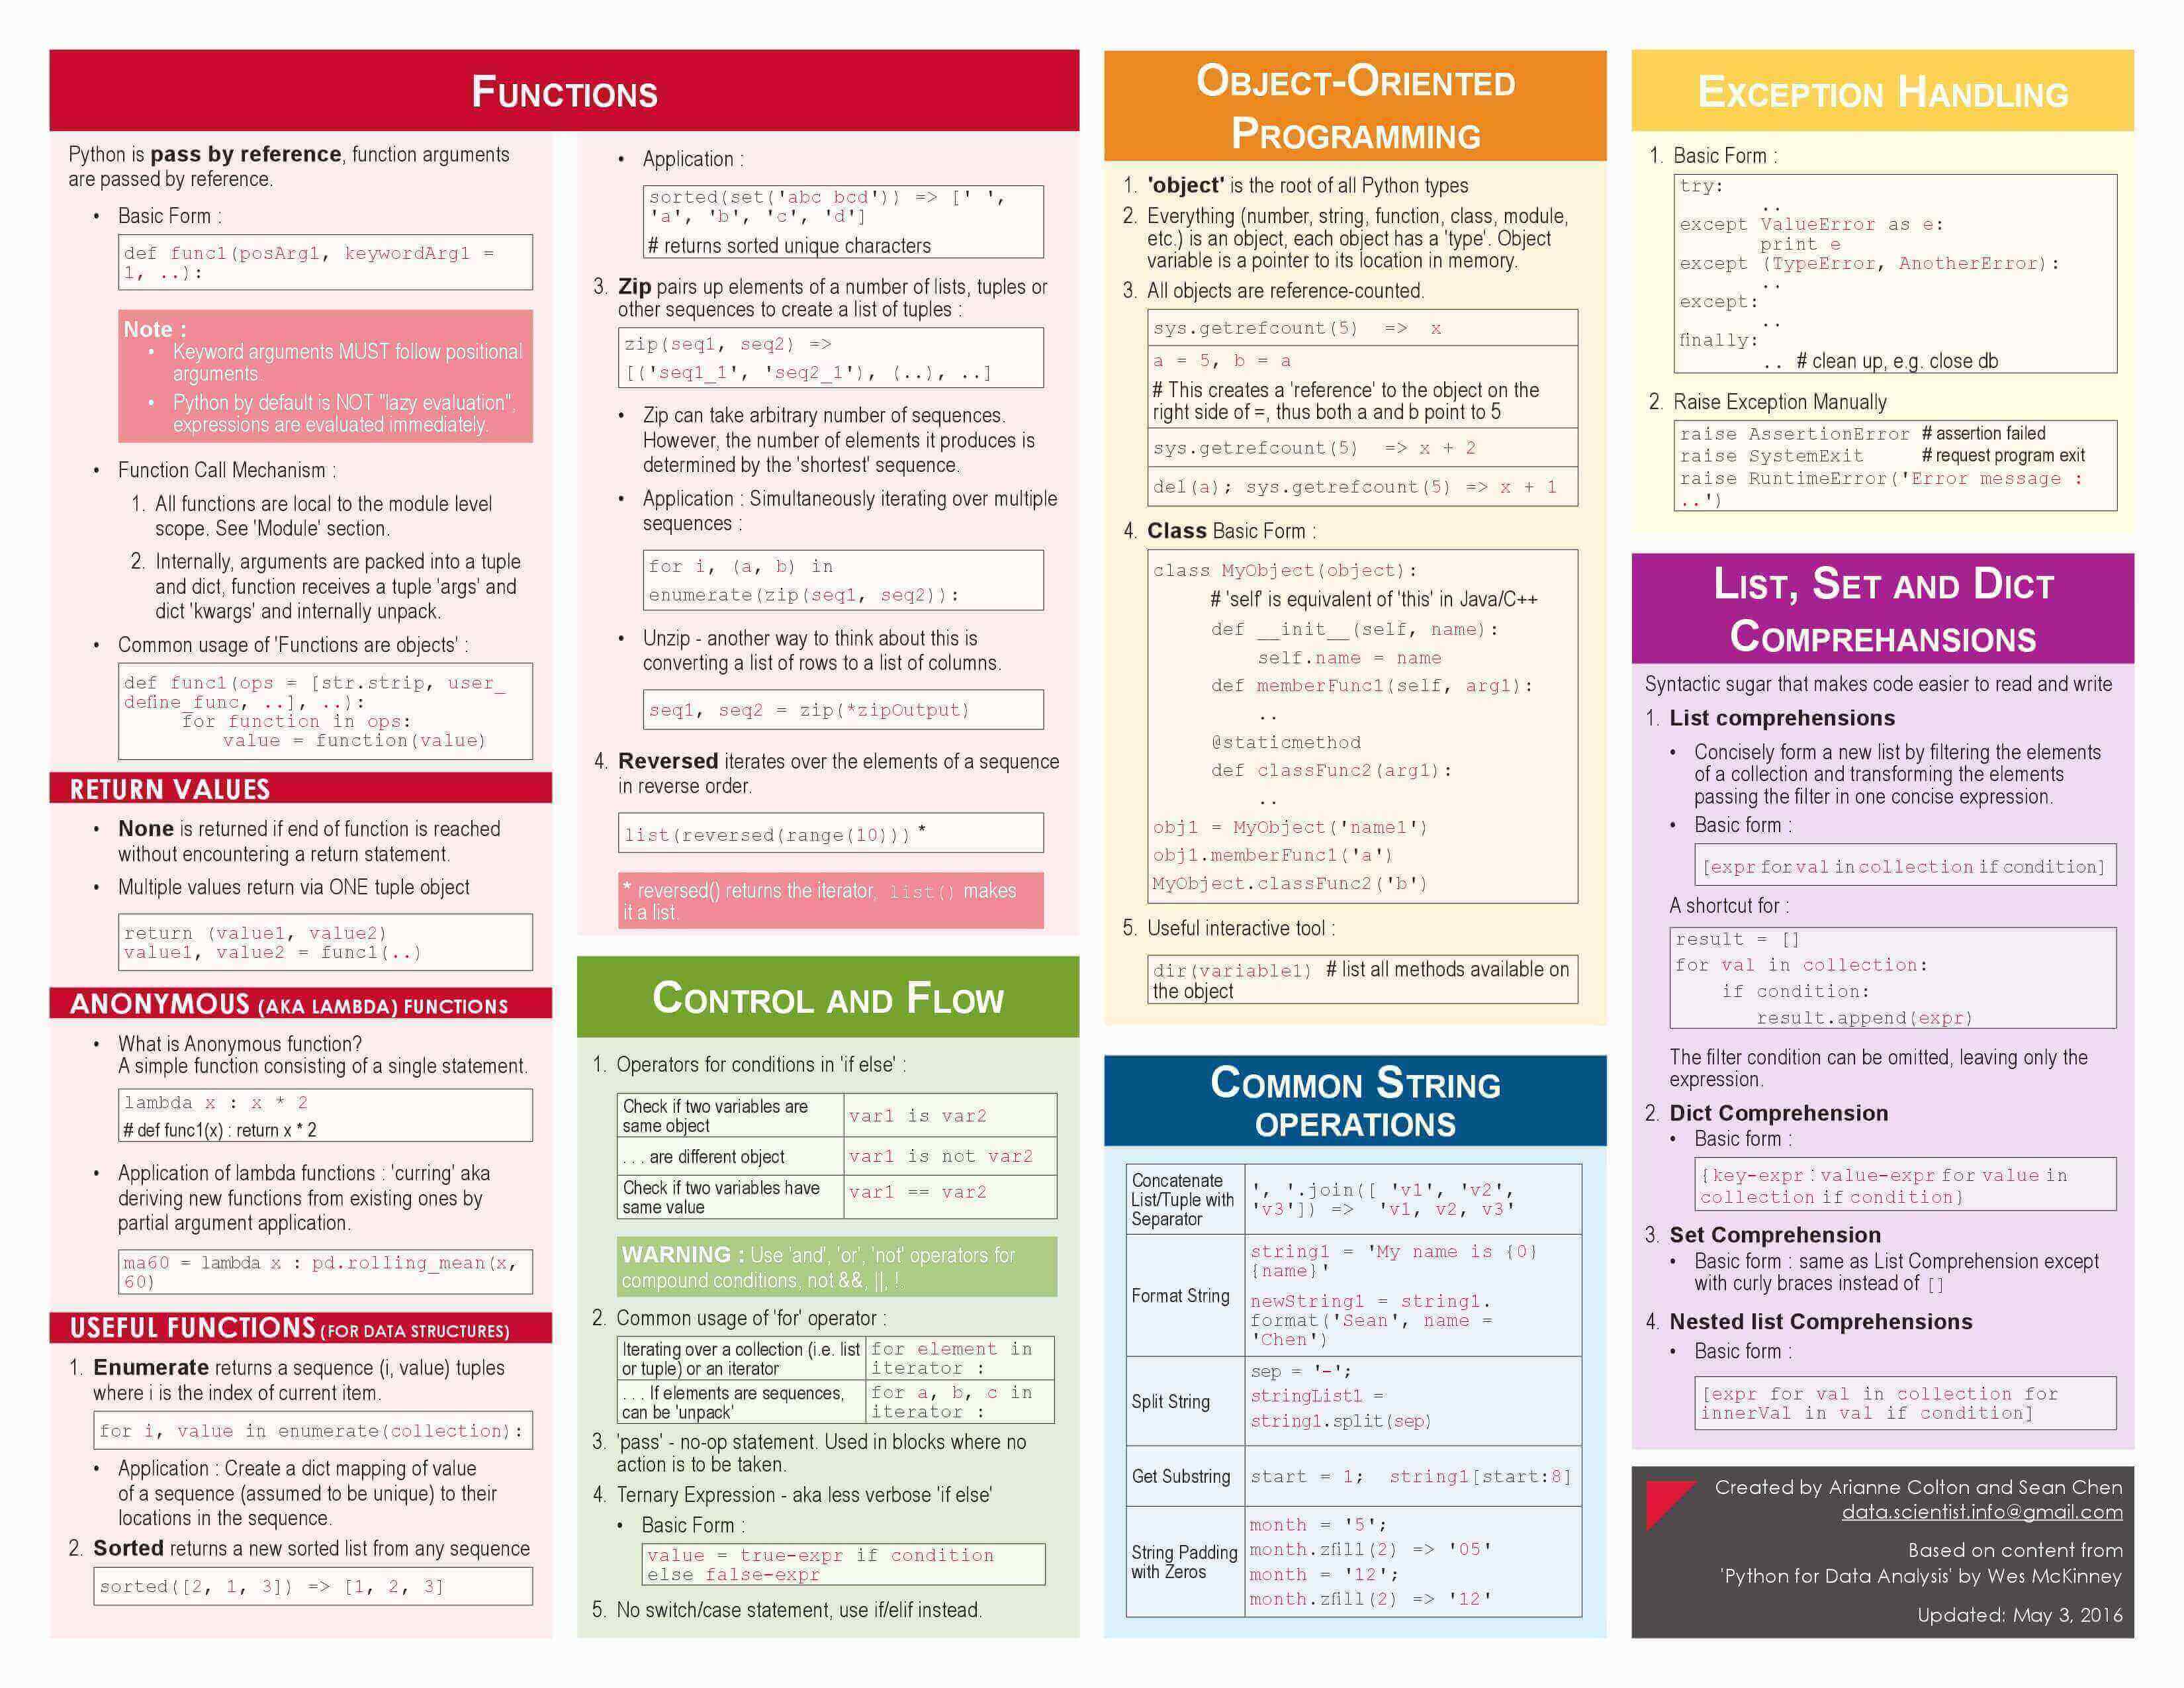 FUNCTIONS
Python is pass by reference, function arguments
are passed by reference.
• Basic Form :
def func1(posArg1, keywordArg1 =
1, ..):
Note :
• Keyword arguments MUST follow positional
arguments.
• Python by default is NOT "lazy evaluation",
expressions are evaluated immediately.
• Function Call Mechanism :
1. All functions are local to the module level
scope. See 'Module' section.
2. Internally, arguments are packed into a tuple
and dict, function receives a tuple 'args' and
dict 'kwargs' and internally unpack.
• Common usage of 'Functions are objects' :
def func1(ops = [str.strip, user_
define_func, ..], ..):
for function in ops:
value = function(value)
RETURN VALUES
• None is returned if end of function is reached
without encountering a return statement.
• Multiple values return via ONE tuple object
return (value1, value2)
value1, value2 = func1(..)
ANONYMOUS (AKA LAMBDA) FUNCTIONS
• What is Anonymous function?
A simple function consisting of a single statement.
lambda x : x * 2
# def func1(x) : return x * 2
• Application of lambda functions : 'curring' aka
deriving new functions from existing ones by
partial argument application.
ma60 = lambda x : pd.rolling_mean(x,
60)
USEFUL FUNCTIONS (FOR DATA STRUCTURES)
1. Enumerate returns a sequence (i, value) tuples
where i is the index of current item.
for i, value in enumerate(collection):
• Application : Create a dict mapping of value
of a sequence (assumed to be unique) to their
locations in the sequence.
2. Sorted returns a new sorted list from any sequence
sorted([2, 1, 3]) => [1, 2, 3]
• Application :
sorted(set('abc bcd')) => [' ',
'a', 'b', 'c', 'd']
# returns sorted unique characters
3. Zip pairs up elements of a number of lists, tuples or
other sequences to create a list of tuples :
zip(seq1, seq2) =>
[('seq1_1', 'seq2_1'), (..), ..]
• Zip can take arbitrary number of sequences.
However, the number of elements it produces is
determined by the 'shortest' sequence.
• Application : Simultaneously iterating over multiple
sequences :
for i, (a, b) in
enumerate(zip(seq1, seq2)):
• Unzip - another way to think about this is
converting a list of rows to a list of columns.
seq1, seq2 = zip(*zipOutput)
4. Reversed iterates over the elements of a sequence
in reverse order.
list(reversed(range(10))) *
* reversed() returns the iterator, list() makes
it a list.
CONTROL AND FLOW
1. Operators for conditions in 'if else' :
Check if two variables are
same object
var1 is var2
. . . are different object
var1 is not var2
Check if two variables have
same value
var1 == var2
WARNING : Use 'and', 'or', 'not' operators for
compound conditions, not &&, ||, !
2. Common usage of 'for' operator :
Iterating over a collection (i.e. list
or tuple) or an iterator
for element in
iterator :
. . . If elements are sequences,
can be 'unpack'
for a, b, c in
iterator :
3. 'pass' - no-op statement. Used in blocks where no
action is to be taken.
4. Ternary Expression - aka less verbose 'if else'
• Basic Form :
value = true-expr if condition
else false-expr
5. No switch/case statement, use if/elif instead.
OBJECT-ORIENTED
PROGRAMMING
1. 'object' is the root of all Python types
2. Everything (number, string, function, class, module,
etc.) is an object, each object has a 'type'. Object
variable is a pointer to its location in memory.
3. All objects are reference-counted.
sys.getrefcount(5) => x
a = 5, b = a
# This creates a 'reference' to the object on the
right side of =, thus both a and b point to 5
sys.getrefcount(5) => x + 2
del(a); sys.getrefcount(5) => x + 1
4. Class Basic Form :
class MyObject(object):
# 'self' is equivalent of 'this' in Java/C++
def __init__(self, name):
self.name = name
def memberFunc1(self, arg1):
..
@staticmethod
def classFunc2(arg1):
..
obj1 = MyObject('name1')
obj1.memberFunc1('a')
MyObject.classFunc2('b')
5. Useful interactive tool :
dir(variable1) # list all methods available on
the object
COMMON STRING
OPERATIONS
Concatenate
List/Tuple with
Separator
', '.join([ 'v1', 'v2',
'v3']) => 'v1, v2, v3'
Format String
string1 = 'My name is {0}
{name}'
newString1 = string1.
format('Sean', name =
'Chen')
Split String
sep = '-';
stringList1 =
string1.split(sep)
Get Substring
start = 1; string1[start:8]
String Padding
with Zeros
month = '5';
month.zfill(2) => '05'
month = '12';
month.zfill(2) => '12'
EXCEPTION HANDLING
1. Basic Form :
try:
..
except ValueError as e:
print e
except (TypeError, AnotherError):
..
except:
..
finally:
.. # clean up, e.g. close db
2. Raise Exception Manually
raise AssertionError # assertion failed
raise SystemExit # request program exit
raise RuntimeError('Error message :
..')
LIST, SET AND DICT
COMPREHANSIONS
Syntactic sugar that makes code easier to read and write
1. List comprehensions
• Concisely form a new list by filtering the elements
of a collection and transforming the elements
passing the filter in one concise expression.
• Basic form :
[expr for val in collection if condition]
A shortcut for :
result = []
for val in collection:
if condition:
result.append(expr)
The filter condition can be omitted, leaving only the
expression.
2. Dict Comprehension
• Basic form :
{key-expr : value-expr for value in
collection if condition}
3. Set Comprehension
• Basic form : same as List Comprehension except
with curly braces instead of []
4. Nested list Comprehensions
• Basic form :
[expr for val in collection for
innerVal in val if condition]
Created by Arianne Colton and Sean Chen
data.scientist.info@gmail.com
Based on content from
'Python for Data Analysis' by Wes McKinney
Updated: May 3, 2016